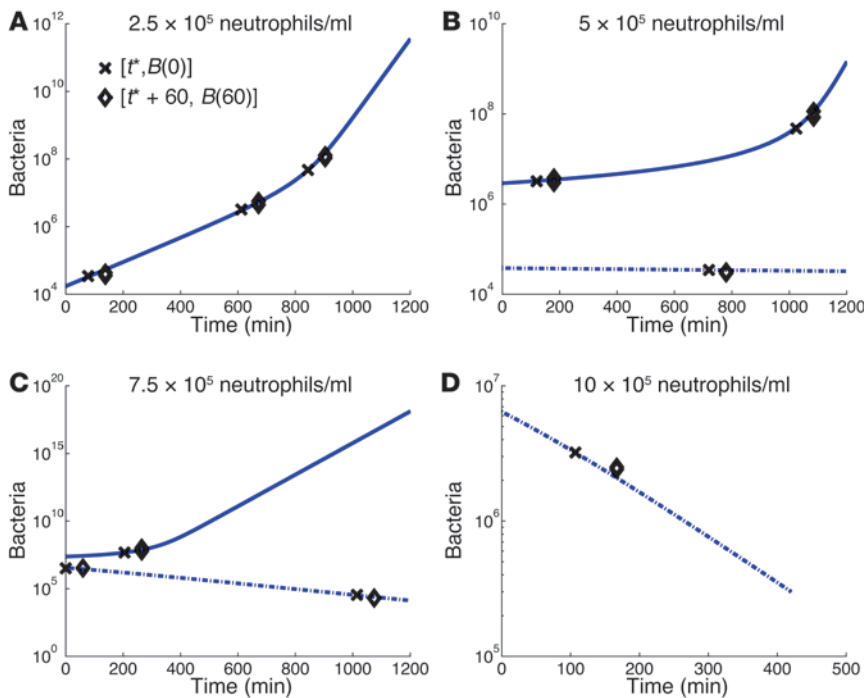 A
2.5 × 10⁵ neutrophils/ml
10¹²
10¹⁰
10⁸
10⁶
10⁴
Bacteria
[t*,B(0)]
[t* + 60, B(60)]
0 200 400 600 800 1000 1200
Time (min)
B
5 × 10⁵ neutrophils/ml
10¹⁰
10⁸
10⁶
10⁴
Bacteria
0 200 400 600 800 1000 1200
Time (min)
C
7.5 × 10⁵ neutrophils/ml
10²⁰
10¹⁵
10¹⁰
10⁵
10⁰
Bacteria
0 200 400 600 800 1000 1200
Time (min)
D
10 × 10⁵ neutrophils/ml
10⁷
10⁶
10⁵
Bacteria
0 100 200 300 400 500
Time (min)